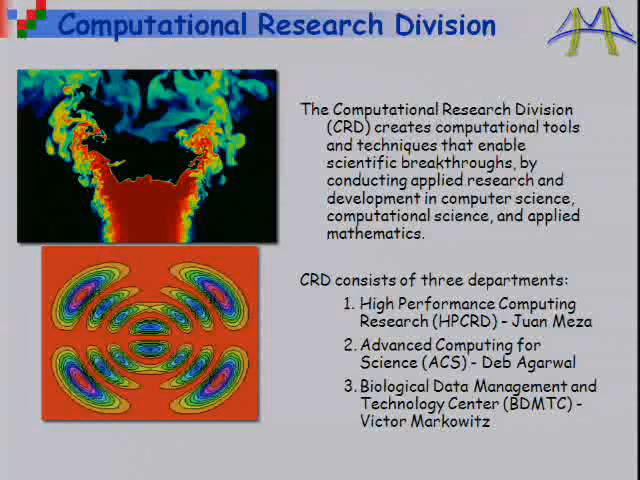 Computational Research Division
The Computational Research Division
(CRD) creates computational tools
and techniques that enable
scientific breakthroughs, by
conducting applied research and
development in computer science,
computational science, and applied
mathematics.
CRD consists of three departments:
1. High Performance Computing
Research (HPCRD) - Juan Meza
2. Advanced Computing for
Science (ACS) - Deb Agarwal
3. Biological Data Management and
Technology Center (BDMTC) -
Victor Markowitz